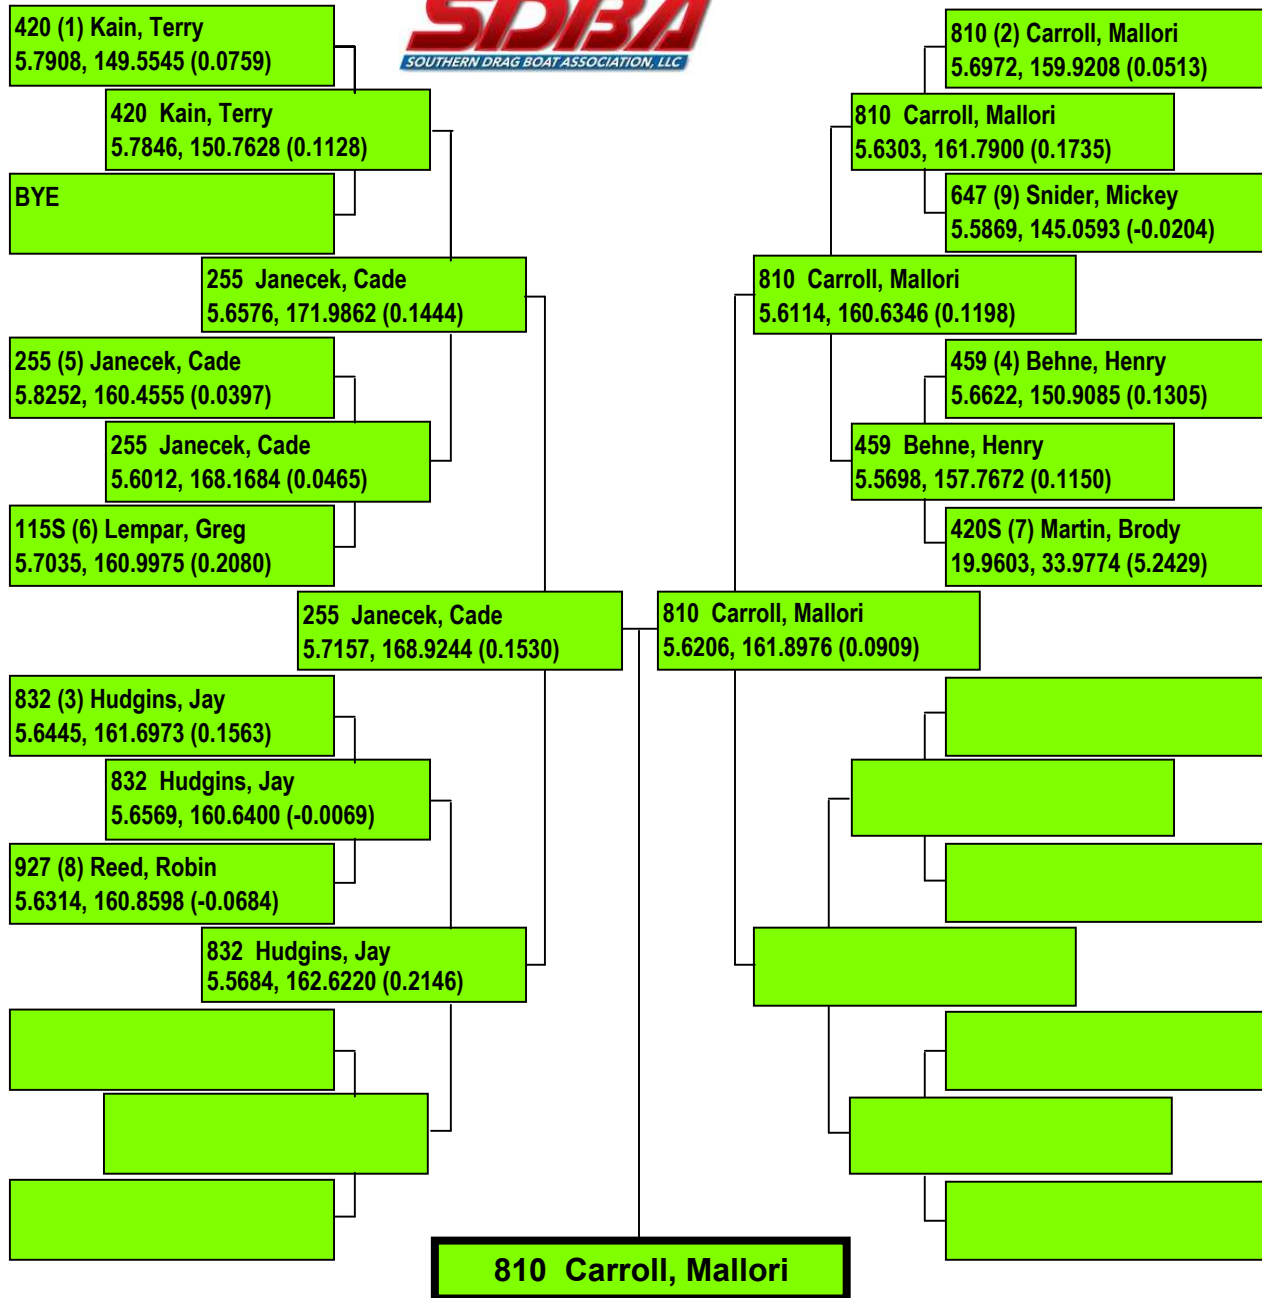 SDBA
SOUTHERN DRAG BOAT ASSOCIATION, LLC
420 (1) Kain, Terry
5.7908, 149.5545 (0.0759)
420 Kain, Terry
5.7846, 150.7628 (0.1128)
BYE
255 Janecek, Cade
5.6576, 171.9862 (0.1444)
255 (5) Janecek, Cade
5.8252, 160.4555 (0.0397)
255 Janecek, Cade
5.6012, 168.1684 (0.0465)
115S (6) Lempar, Greg
5.7035, 160.9975 (0.2080)
255 Janecek, Cade
5.7157, 168.9244 (0.1530)
832 (3) Hudgins, Jay
5.6445, 161.6973 (0.1563)
832 Hudgins, Jay
5.6569, 160.6400 (-0.0069)
927 (8) Reed, Robin
5.6314, 160.8598 (-0.0684)
832 Hudgins, Jay
5.5684, 162.6220 (0.2146)
810 (2) Carroll, Mallori
5.6972, 159.9208 (0.0513)
810 Carroll, Mallori
5.6303, 161.7900 (0.1735)
647 (9) Snider, Mickey
5.5869, 145.0593 (-0.0204)
810 Carroll, Mallori
5.6114, 160.6346 (0.1198)
459 (4) Behne, Henry
5.6622, 150.9085 (0.1305)
459 Behne, Henry
5.5698, 157.7672 (0.1150)
420S (7) Martin, Brody
19.9603, 33.9774 (5.2429)
810 Carroll, Mallori
5.6206, 161.8976 (0.0909)
810 Carroll, Mallori